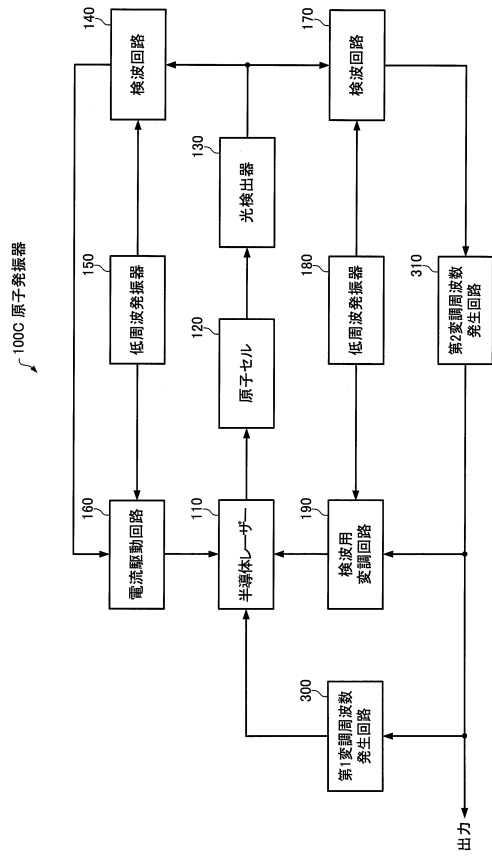 100C 原子発振器
160
電流駆動回路
150
低周波発振器
140
検波回路
110
半導体レーザー
120
原子セル
130
光検出器
300
第1変調周波数
発生回路
190
検波用
変調回路
180
低周波発振器
170
検波回路
310
第2変調周波数
発生回路
出力